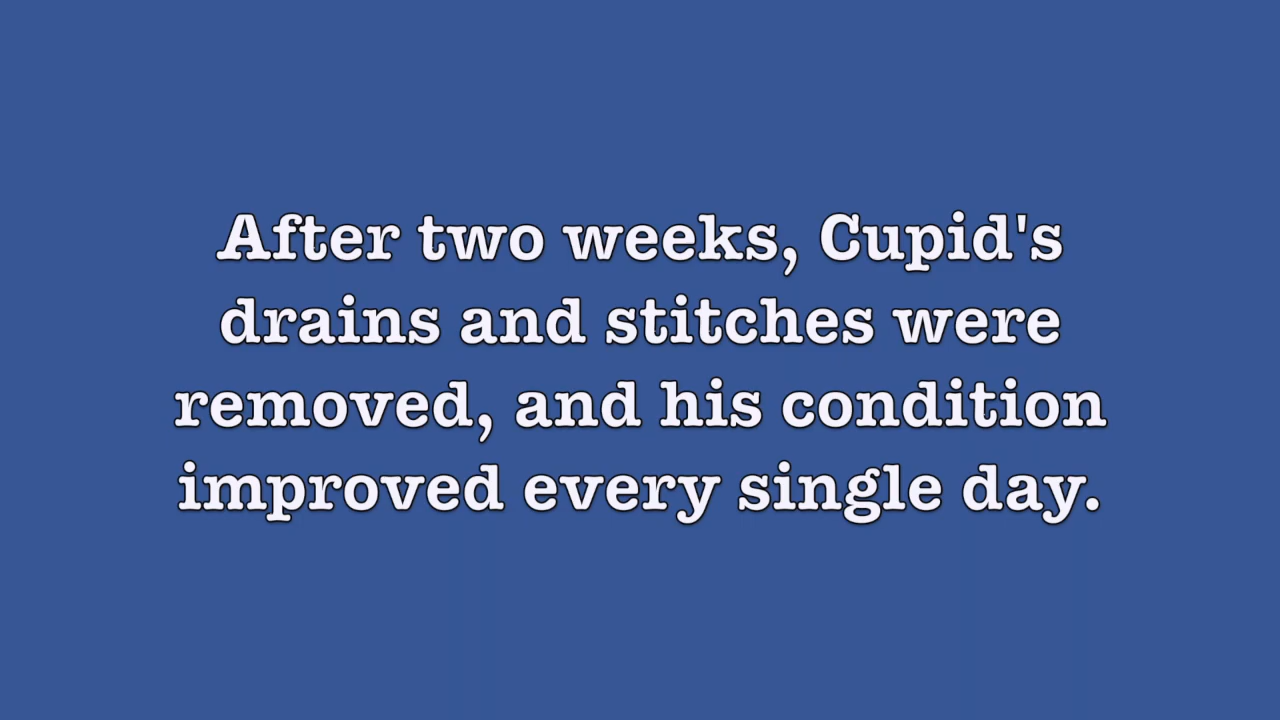 After two weeks, Cupid's
drains and stitches were
removed, and his condition
improved every single day.